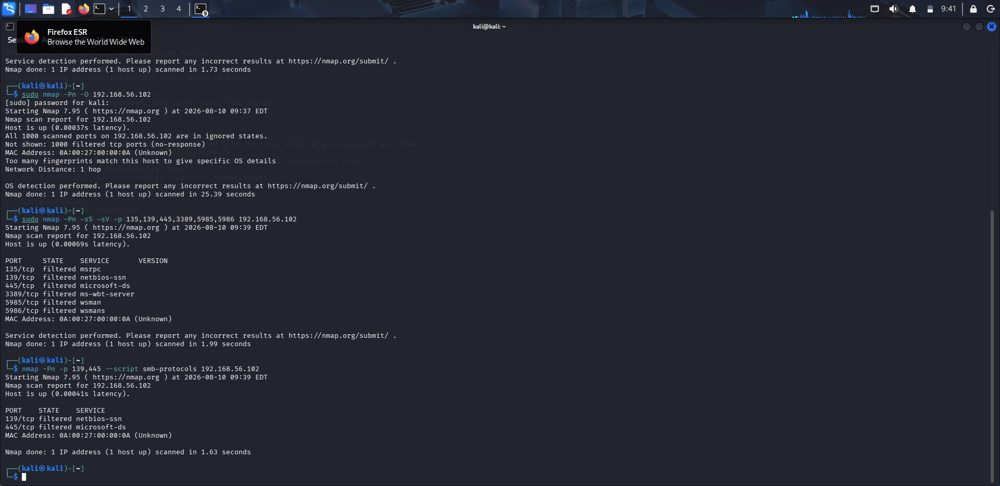 1 2 3 4 9 9:41
kali@kali: ~
Firefox ESR
Browse the World Wide Web
Service detection performed. Please report any incorrect results at https://nmap.org/submit/ .
Nmap done: 1 IP address (1 host up) scanned in 1.73 seconds
┌──(kali㉿kali)-[~]
└─$ sudo nmap -Pn -O 192.168.56.102
[sudo] password for kali:
Starting Nmap 7.95 ( https://nmap.org ) at 2026-08-10 09:37 EDT
Nmap scan report for 192.168.56.102
Host is up (0.00037s latency).
All 1000 scanned ports on 192.168.56.102 are in ignored states.
Not shown: 1000 filtered tcp ports (no-response)
MAC Address: 0A:00:27:00:00:0A (Unknown)
Too many fingerprints match this host to give specific OS details
Network Distance: 1 hop
OS detection performed. Please report any incorrect results at https://nmap.org/submit/ .
Nmap done: 1 IP address (1 host up) scanned in 25.39 seconds
┌──(kali㉿kali)-[~]
└─$ sudo nmap -Pn -sS -sV -p 135,139,445,3389,5985,5986 192.168.56.102
Starting Nmap 7.95 ( https://nmap.org ) at 2026-08-10 09:39 EDT
Nmap scan report for 192.168.56.102
Host is up (0.00069s latency).
PORT     STATE    SERVICE       VERSION
135/tcp  filtered msrpc
139/tcp  filtered netbios-ssn
445/tcp  filtered microsoft-ds
3389/tcp filtered ms-wbt-server
5985/tcp filtered wsman
5986/tcp filtered wsmans
MAC Address: 0A:00:27:00:00:0A (Unknown)
Service detection performed. Please report any incorrect results at https://nmap.org/submit/ .
Nmap done: 1 IP address (1 host up) scanned in 1.99 seconds
┌──(kali㉿kali)-[~]
└─$ nmap -Pn -p 139,445 --script smb-protocols 192.168.56.102
Starting Nmap 7.95 ( https://nmap.org ) at 2026-08-10 09:39 EDT
Nmap scan report for 192.168.56.102
Host is up (0.00041s latency).
PORT    STATE    SERVICE
139/tcp filtered netbios-ssn
445/tcp filtered microsoft-ds
MAC Address: 0A:00:27:00:00:0A (Unknown)
Nmap done: 1 IP address (1 host up) scanned in 1.63 seconds
┌──(kali㉿kali)-[~]
└─$